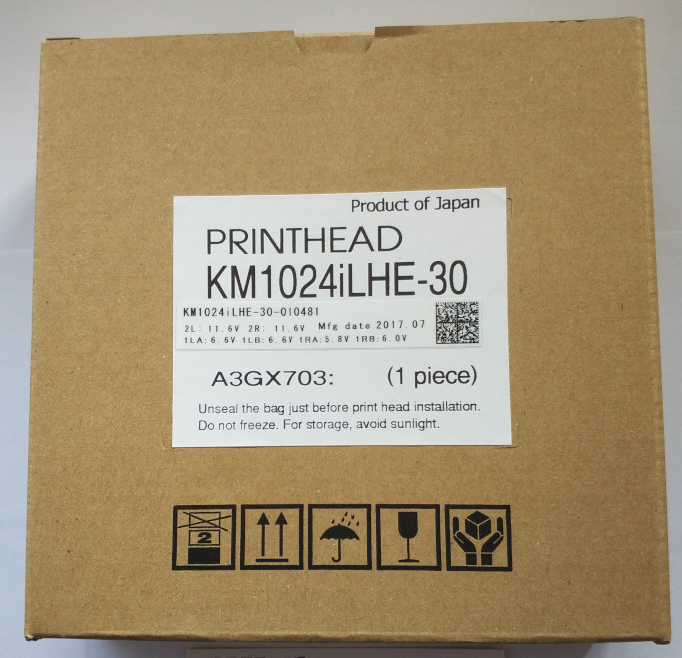 Product of Japan
PRINTHEAD
KM1024iLHE-30
KM1024iLHE-30-010481
2L: 11.6V 2R: 11.6V Mfg date 2017.07
1LA:6.6V 1LB:6.6V 1RA:5.8V 1RB:6.0V
A3GX703: (1 piece)
Unseal the bag just before print head installation.
Do not freeze. For storage, avoid sunlight.
2